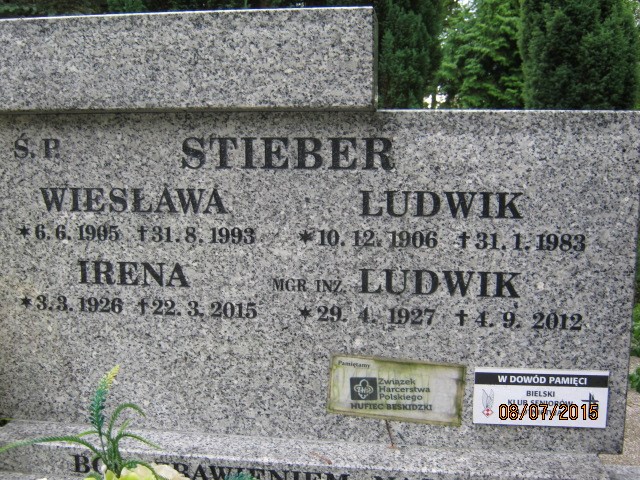 Ś. P. STIEBER
WIESŁAWA
✶6.6.1905 ✝31.8.1993
LUDWIK
✶10.12.1906 ✝31.1.1983
IRENA
✶3.3.1926 ✝22.3.2015
MGR INŻ. LUDWIK
✶29.4.1927 ✝4.9.2012
Pamiętamy
Związek
Harcerstwa
Polskiego
HUFIEC BESKIDZKI
W DOWÓD PAMIĘCI
BIELSKI
KLUB SENIORÓW
08/07/2015